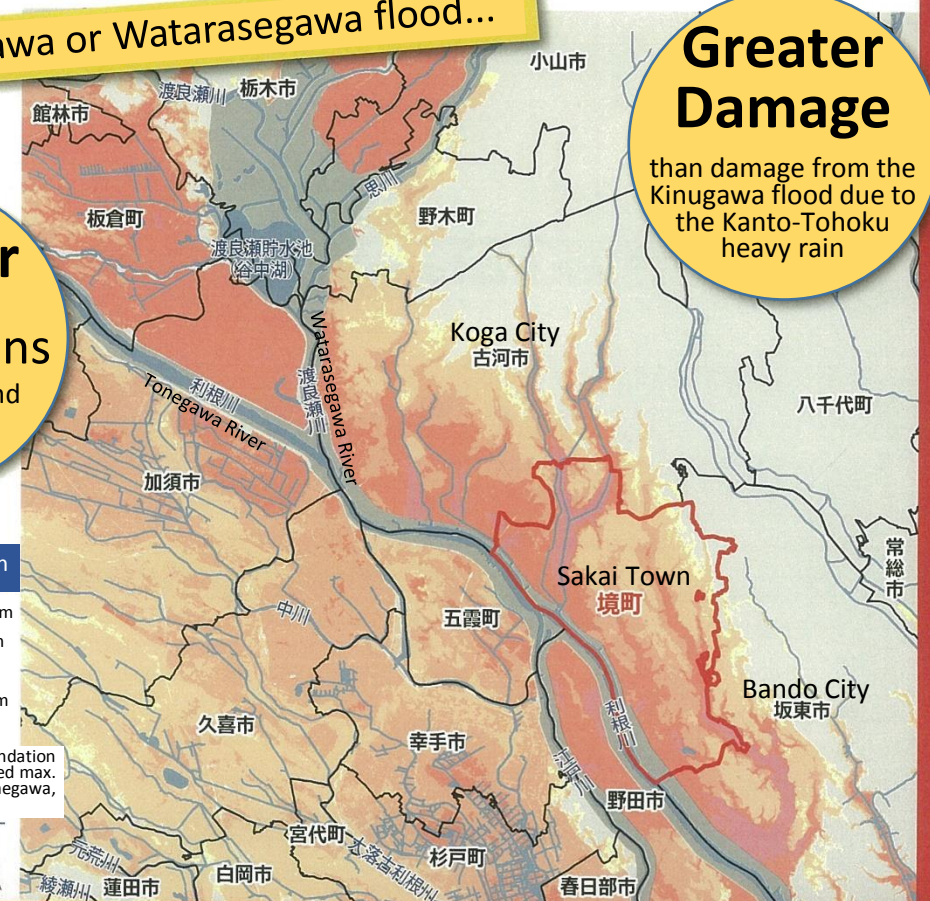 awa or Watarasegawa flood...
Greater
Damage
than damage from the
Kinugawa flood due to
the Kanto-Tohoku
heavy rain
小山市
渡良瀬川
栃木市
館林市
思川
板倉町
野木町
渡良瀬貯水池
(谷中湖)
r
ns
nd
Koga City
古河市
Watarasegawa River
渡良瀬川
利根川
Tonegawa River
八千代町
加須市
常総市
n
m
n
m
Sakai Town
境町
中川
五霞町
Bando City
坂東市
利根川
久喜市
幸手市
ndation
ed max.
negawa,
江戸川
野田市
宮代町
大落古利根川
杉戸町
元荒川
白岡市
綾瀬川
蓮田市
春日部市